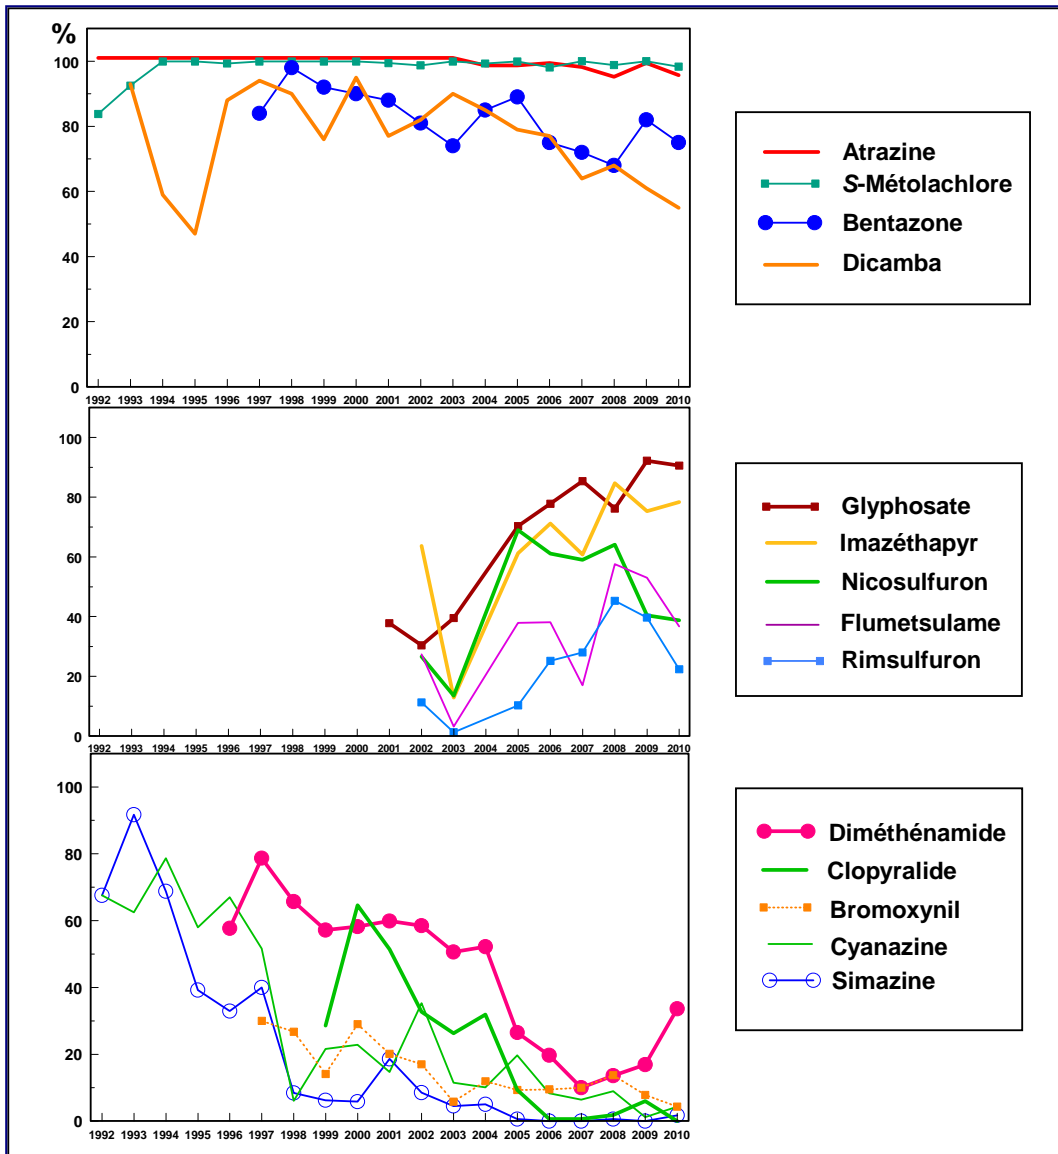 %
100
80
60
40
20
0
1992 1993 1994 1995 1996 1997 1998 1999 2000 2001 2002 2003 2004 2005 2006 2007 2008 2009 2010
Atrazine
S-Métolachlore
Bentazone
Dicamba
100
80
60
40
20
0
1992 1993 1994 1995 1996 1997 1998 1999 2000 2001 2002 2003 2004 2005 2006 2007 2008 2009 2010
Glyphosate
Imazéthapyr
Nicosulfuron
Flumetsulame
Rimsulfuron
100
80
60
40
20
0
1992 1993 1994 1995 1996 1997 1998 1999 2000 2001 2002 2003 2004 2005 2006 2007 2008 2009 2010
Diméthénamide
Clopyralide
Bromoxynil
Cyanazine
Simazine